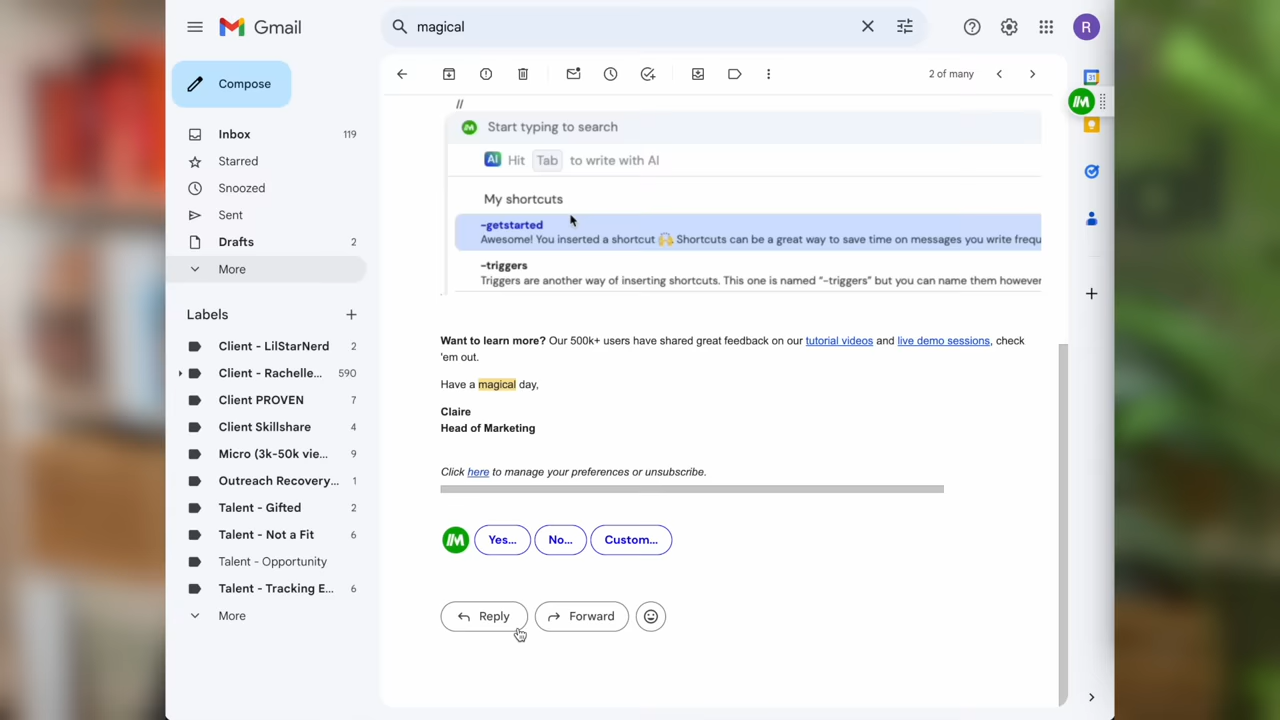 Gmail
magical
R
Compose
2 of many
31
Inbox 119
Starred
Snoozed
Sent
Drafts 2
More
Labels
Client - LilStarNerd 2
Client - Rachelle... 590
Client PROVEN 7
Client Skillshare 4
Micro (3k-50k vie... 9
Outreach Recovery... 1
Talent - Gifted 2
Talent - Not a Fit 6
Talent - Opportunity
Talent - Tracking E... 6
More
//
Start typing to search
AI Hit Tab to write with AI
My shortcuts
-getstarted
Awesome! You inserted a shortcut 🙌 Shortcuts can be a great way to save time on messages you write frequ
-triggers
Triggers are another way of inserting shortcuts. This one is named "-triggers" but you can name them however
Want to learn more? Our 500k+ users have shared great feedback on our tutorial videos and live demo sessions, check
'em out.
Have a magical day,
Claire
Head of Marketing
Click here to manage your preferences or unsubscribe.
Yes... No... Custom...
Reply Forward